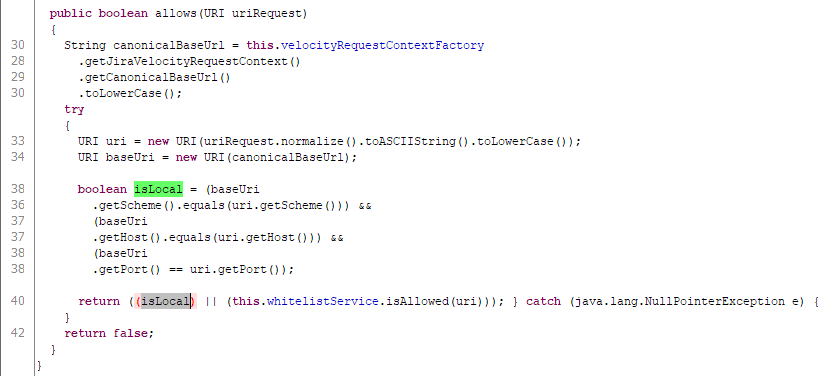 public boolean allows(URI uriRequest)
{
30 String canonicalBaseUrl = this.velocityRequestContextFactory
28 .getJiraVelocityRequestContext()
29 .getCanonicalBaseUrl()
30 .toLowerCase();
try
{
33 URI uri = new URI(uriRequest.normalize().toASCIIString().toLowerCase());
34 URI baseUri = new URI(canonicalBaseUrl);
38 boolean isLocal = (baseUri
36 .getScheme().equals(uri.getScheme())) &&
37 (baseUri
37 .getHost().equals(uri.getHost())) &&
38 (baseUri
38 .getPort() == uri.getPort());
40 return ((isLocal) || (this.whitelistService.isAllowed(uri))); } catch (java.lang.NullPointerException e) {
}
42 return false;
}
}